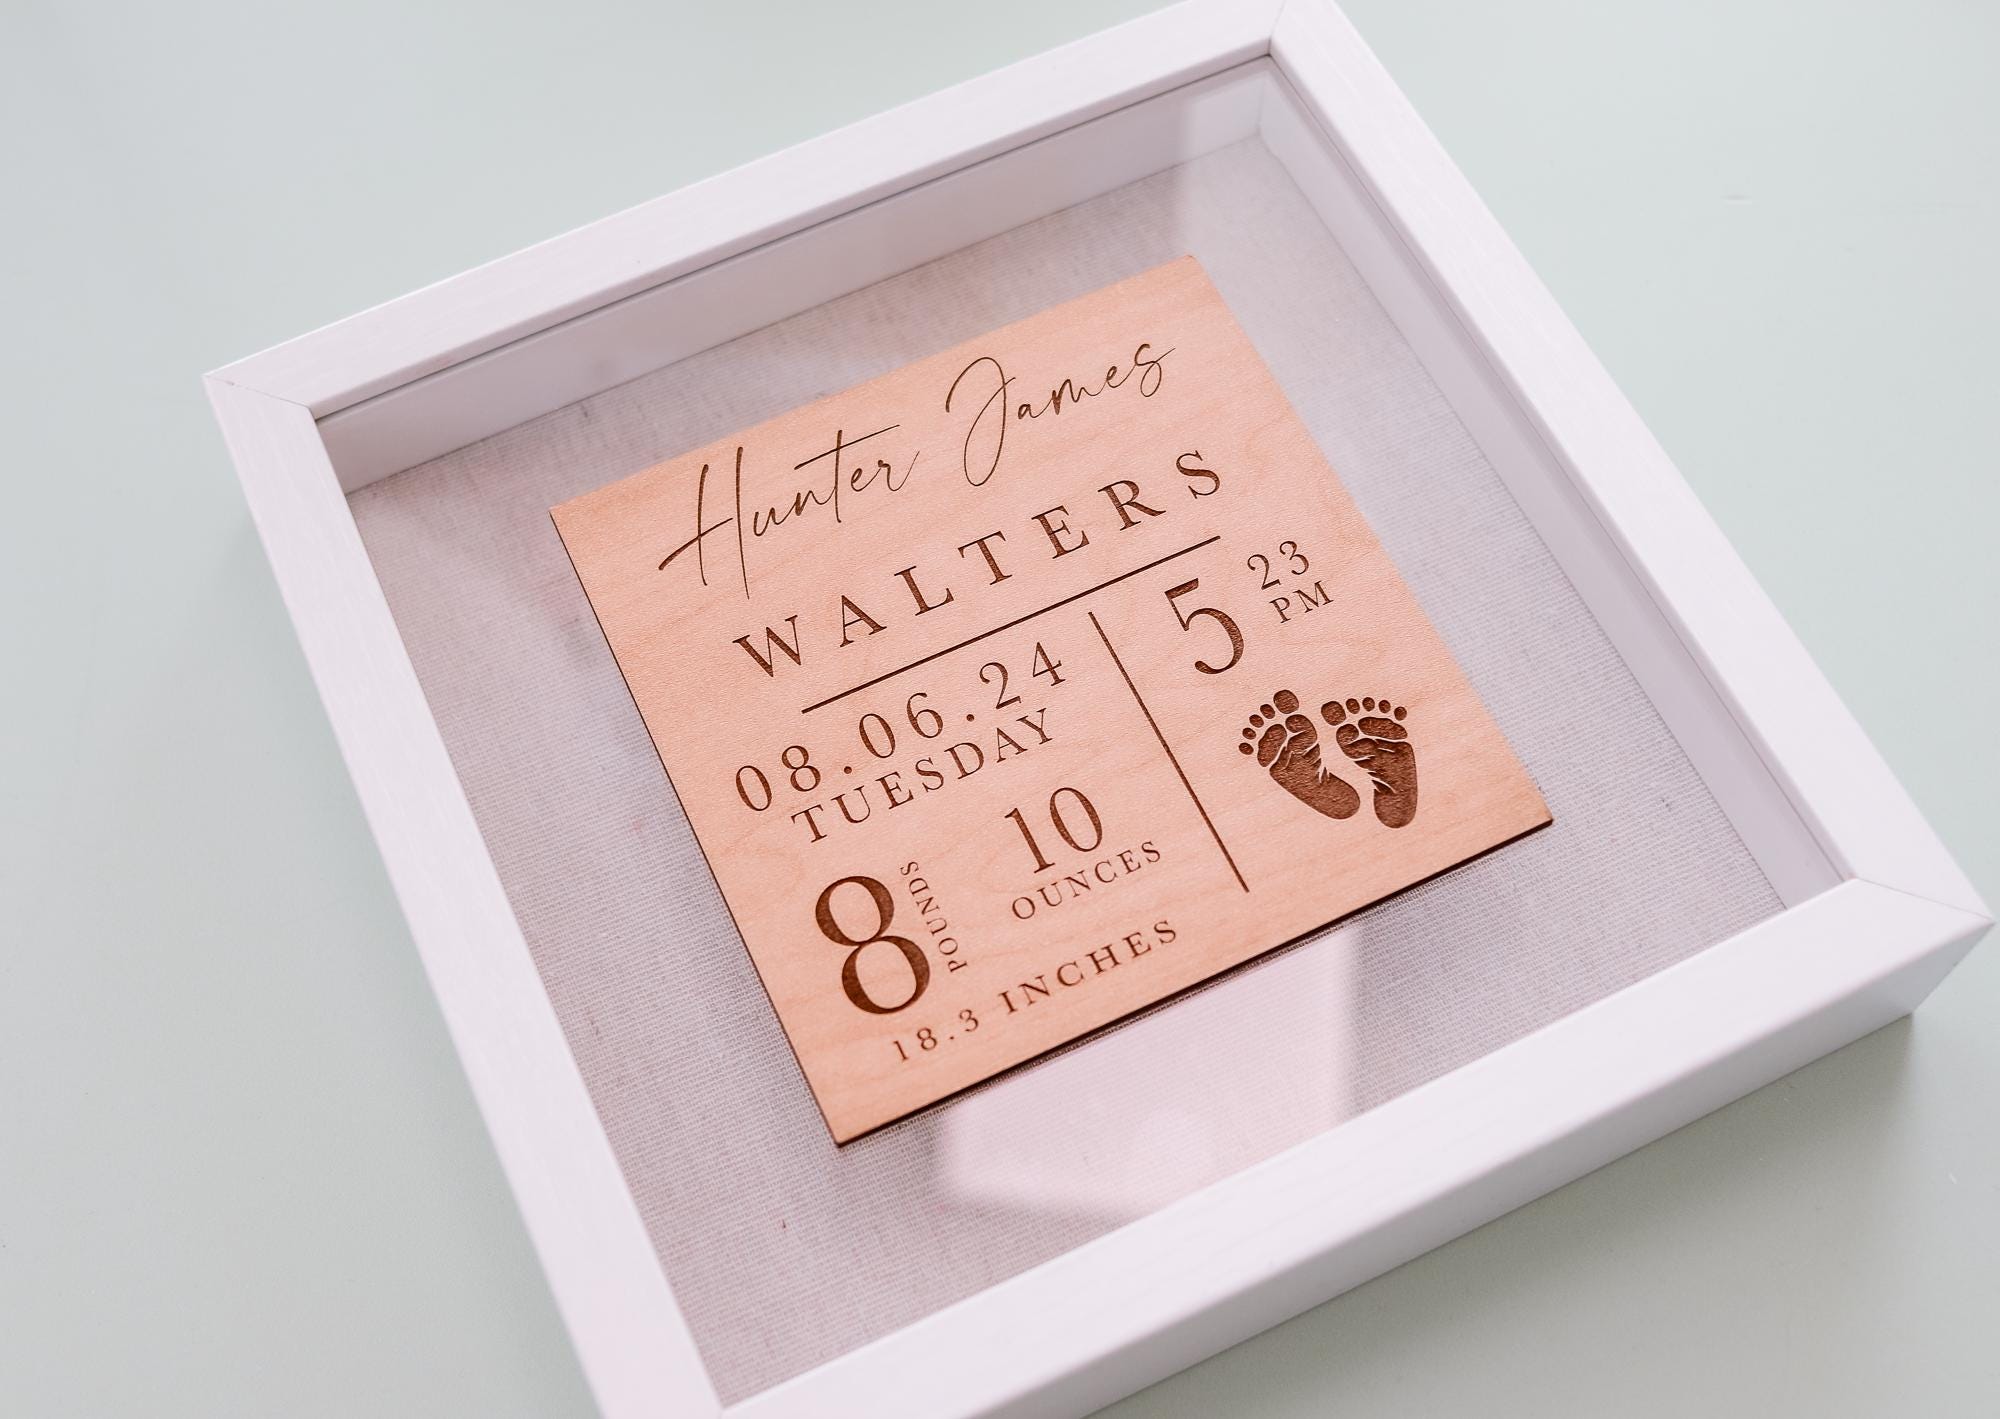 Hunter James
WALTERS
08.06.24
TUESDAY
8 POUNDS
10
OUNCES
18.3 INCHES
5 23
PM